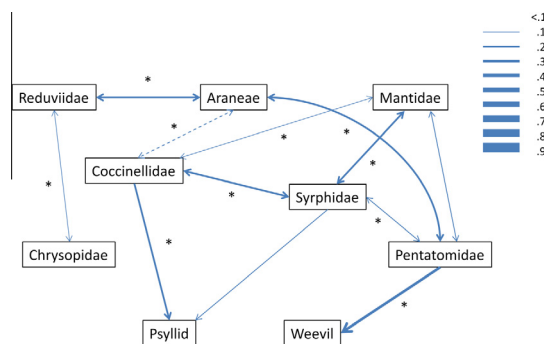 <.1
.1
.2
.3
.4
.5
.6
.7
.8
.9
*
Reduviidae
Araneae
Mantidae
*
*
*
Coccinellidae
*
*
*
Syrphidae
*
*
Chrysopidae
Pentatomidae
*
Psyllid
Weevil